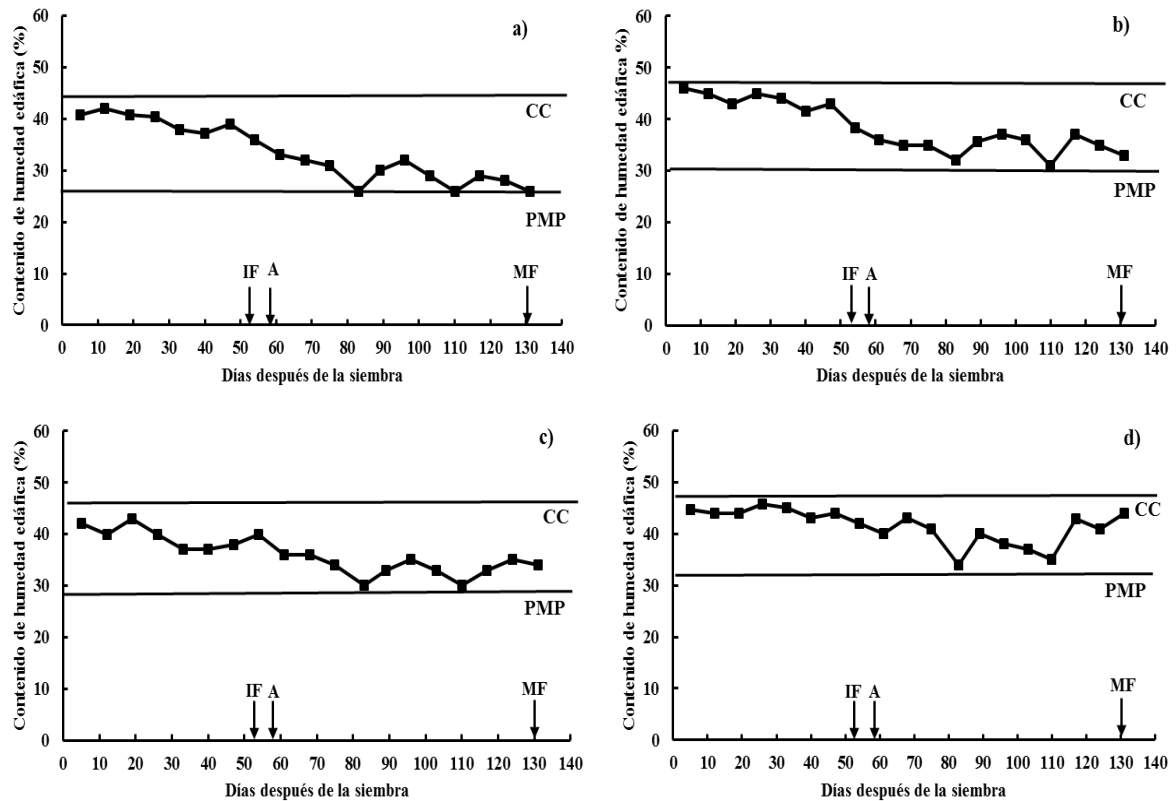 a)
Contenido de humedad edáfica (%)
60
50
40
30
20
10
0
CC
PMP
IF
A
MF
0 10 20 30 40 50 60 70 80 90 100 110 120 130 140
Días después de la siembra
b)
Contenido de humedad edáfica %)
60
50
40
30
20
10
0
CC
PMP
IF
A
MF
0 10 20 30 40 50 60 70 80 90 100 110 120 130 140
Días después de la siembra
c)
Contenido de humedad edáfica (%)
60
50
40
30
20
10
0
CC
PMP
IF
A
MF
0 10 20 30 40 50 60 70 80 90 100 110 120 130 140
Días después de la siembra
d)
Contenido de humedad edáfica (%)
60
50
40
30
20
10
0
CC
PMP
IF
A
MF
0 10 20 30 40 50 60 70 80 90 100 110 120 130 140
Días después de la siembra